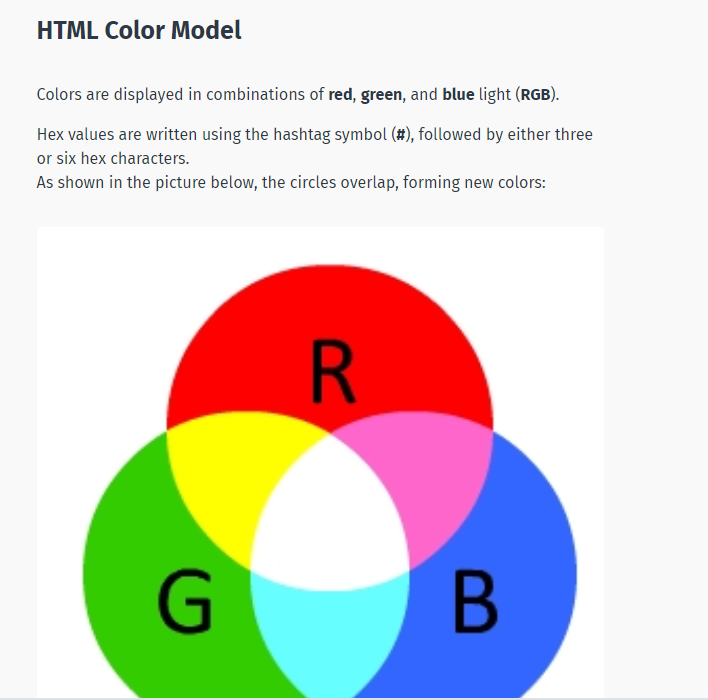 HTML Color Model
Colors are displayed in combinations of red, green, and blue light (RGB).
Hex values are written using the hashtag symbol (#), followed by either three
or six hex characters.
As shown in the picture below, the circles overlap, forming new colors:
R
G
B